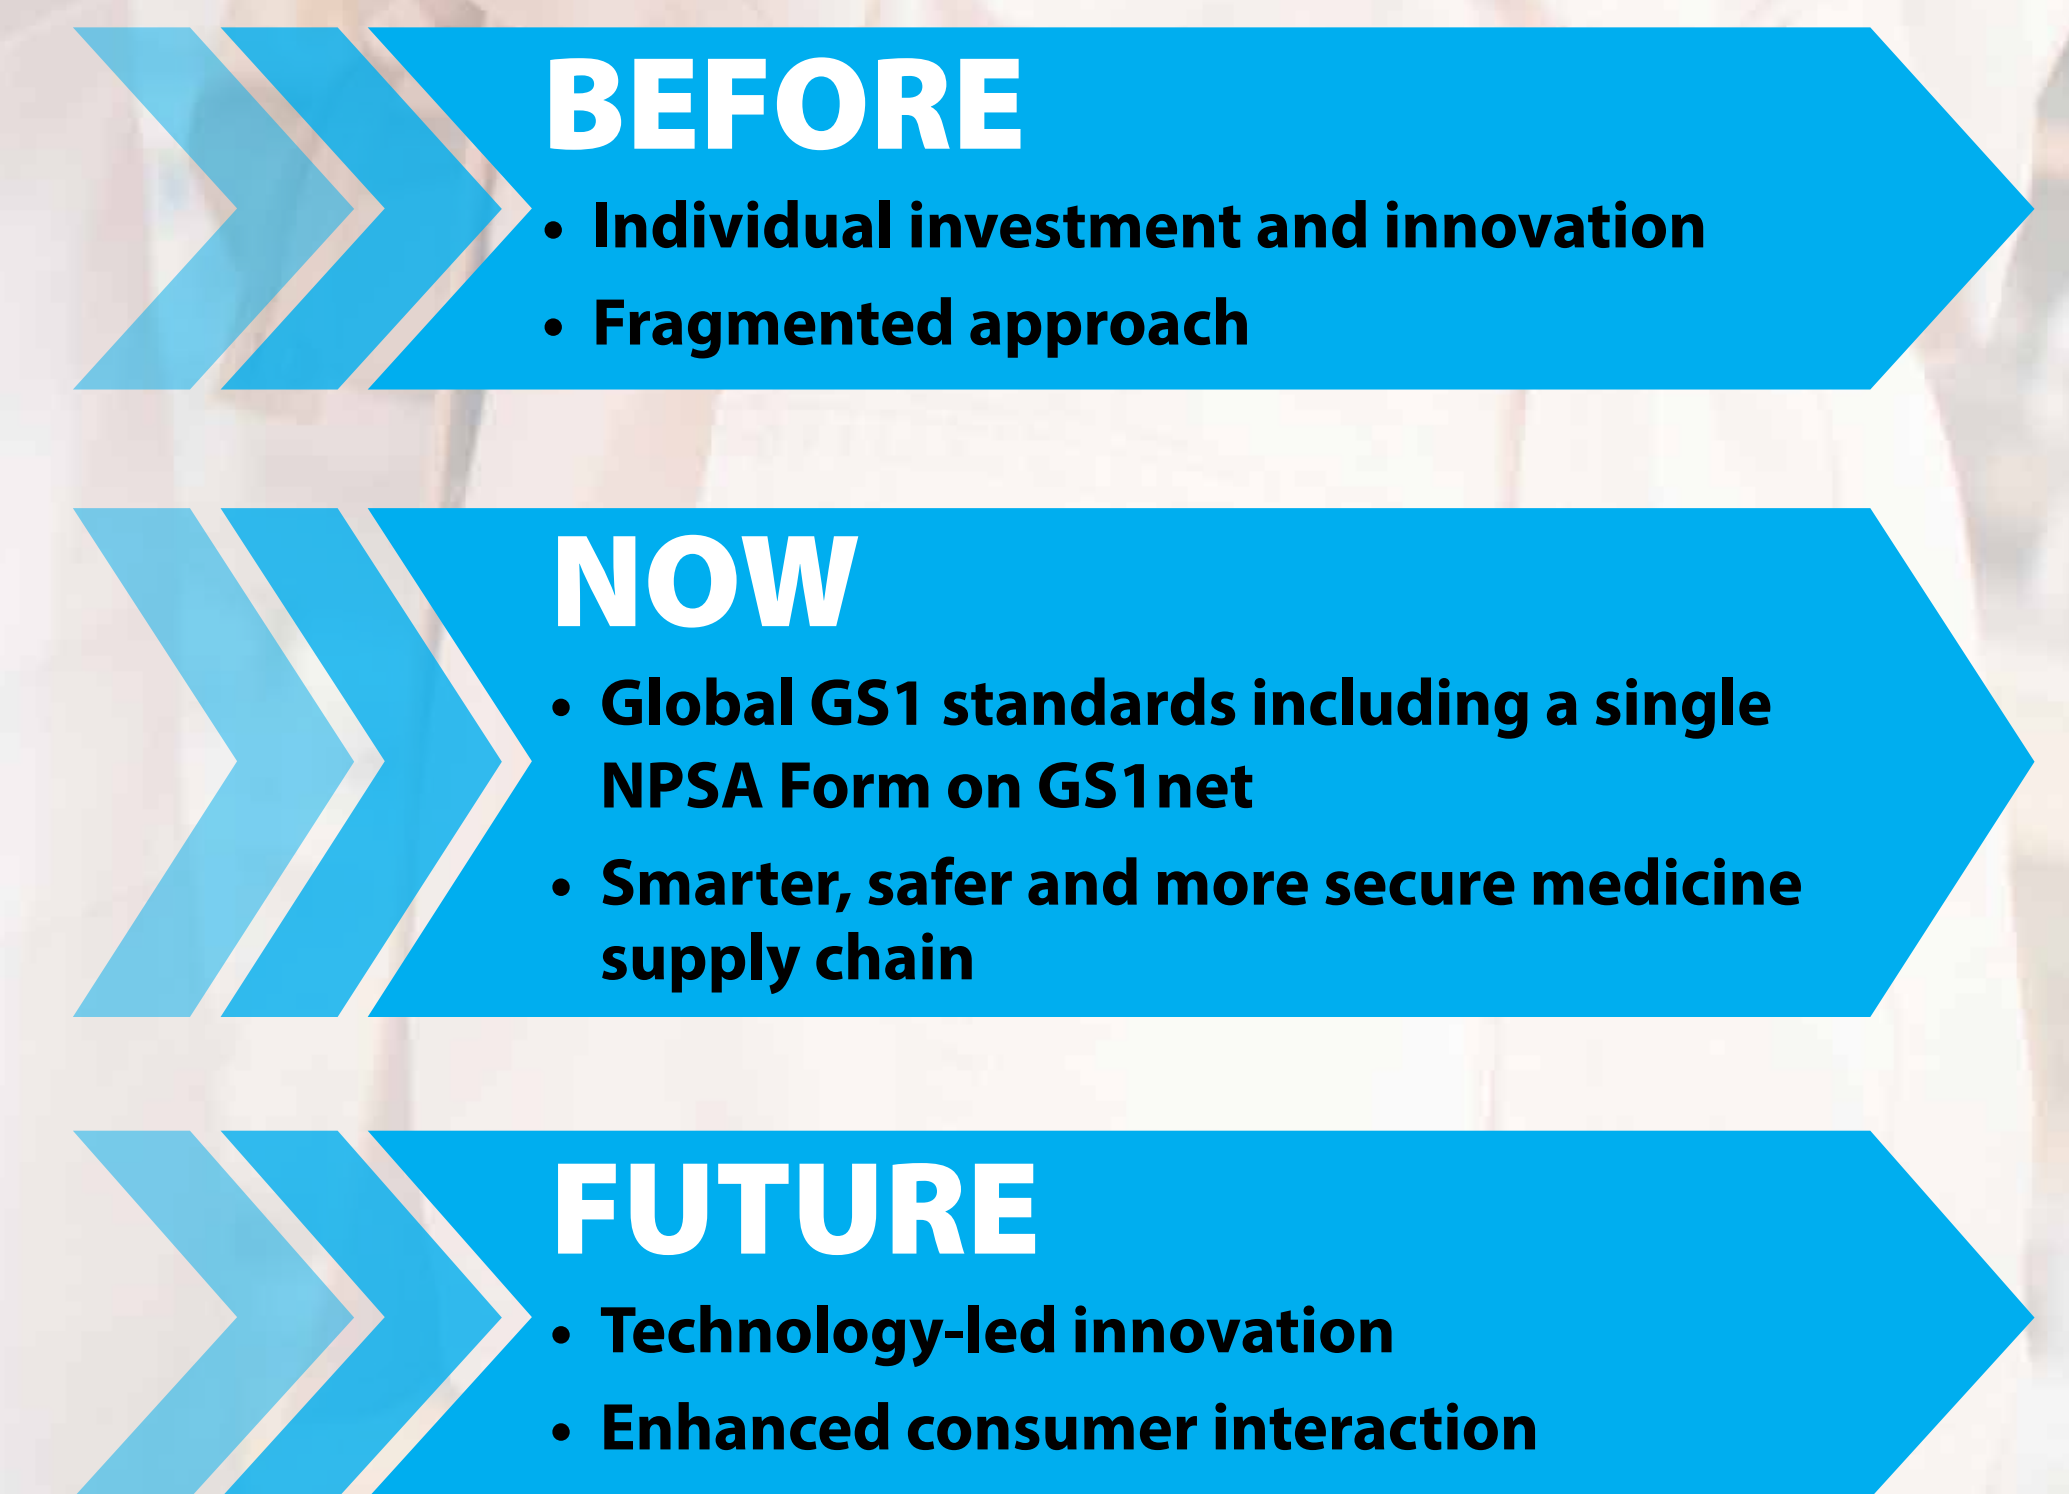 BEFORE
• Individual investment and innovation
• Fragmented approach
NOW
• Global GS1 standards including a single
NPSA Form on GS1net
• Smarter, safer and more secure medicine
supply chain
FUTURE
• Technology-led innovation
• Enhanced consumer interaction